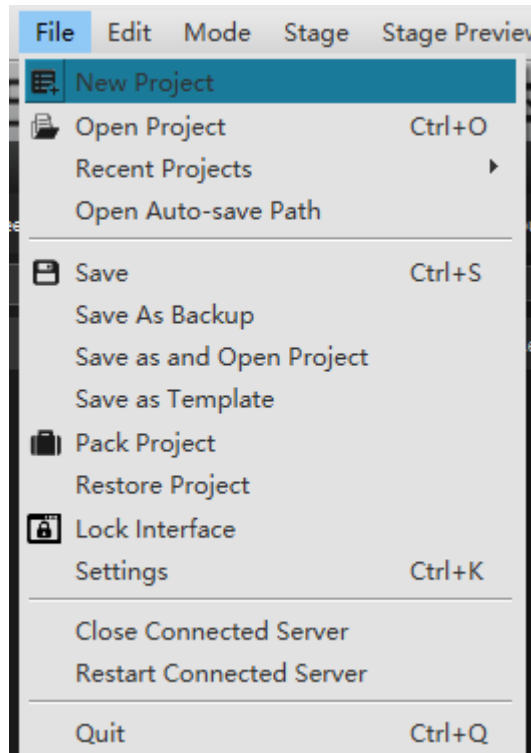 File Edit Mode Stage Stage Preview
New Project
Open Project Ctrl+O
Recent Projects
Open Auto-save Path
Save Ctrl+S
Save As Backup
Save as and Open Project
Save as Template
Pack Project
Restore Project
Lock Interface
Settings Ctrl+K
Close Connected Server
Restart Connected Server
Quit Ctrl+Q